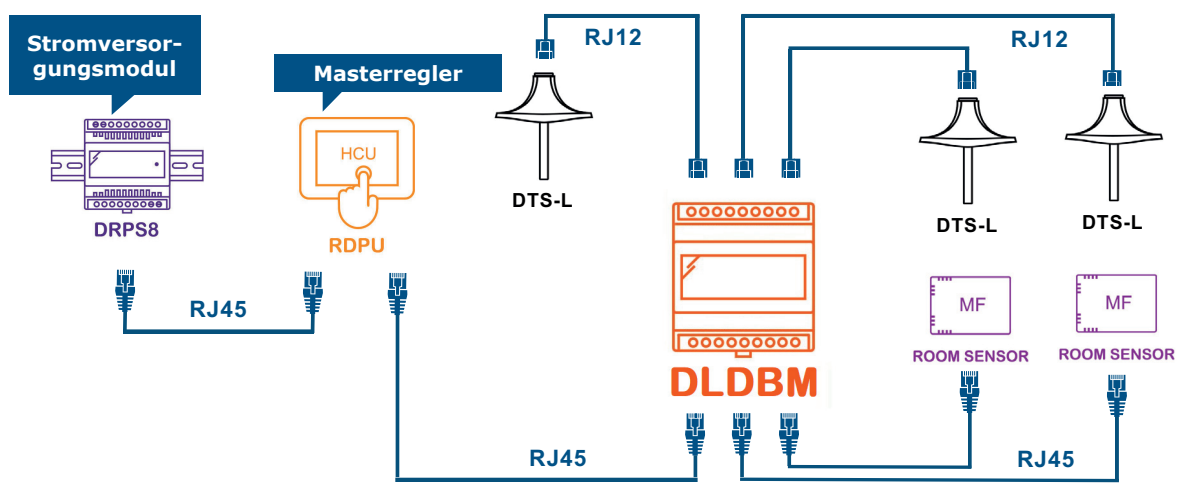 Stromversor-
gungsmodul
Masterregler
RJ12
RJ12
HCU
DTS-L
DTS-L
DTS-L
DRPS8
RDPU
MF
MF
RJ45
ROOM SENSOR
ROOM SENSOR
DLDBM
RJ45
RJ45